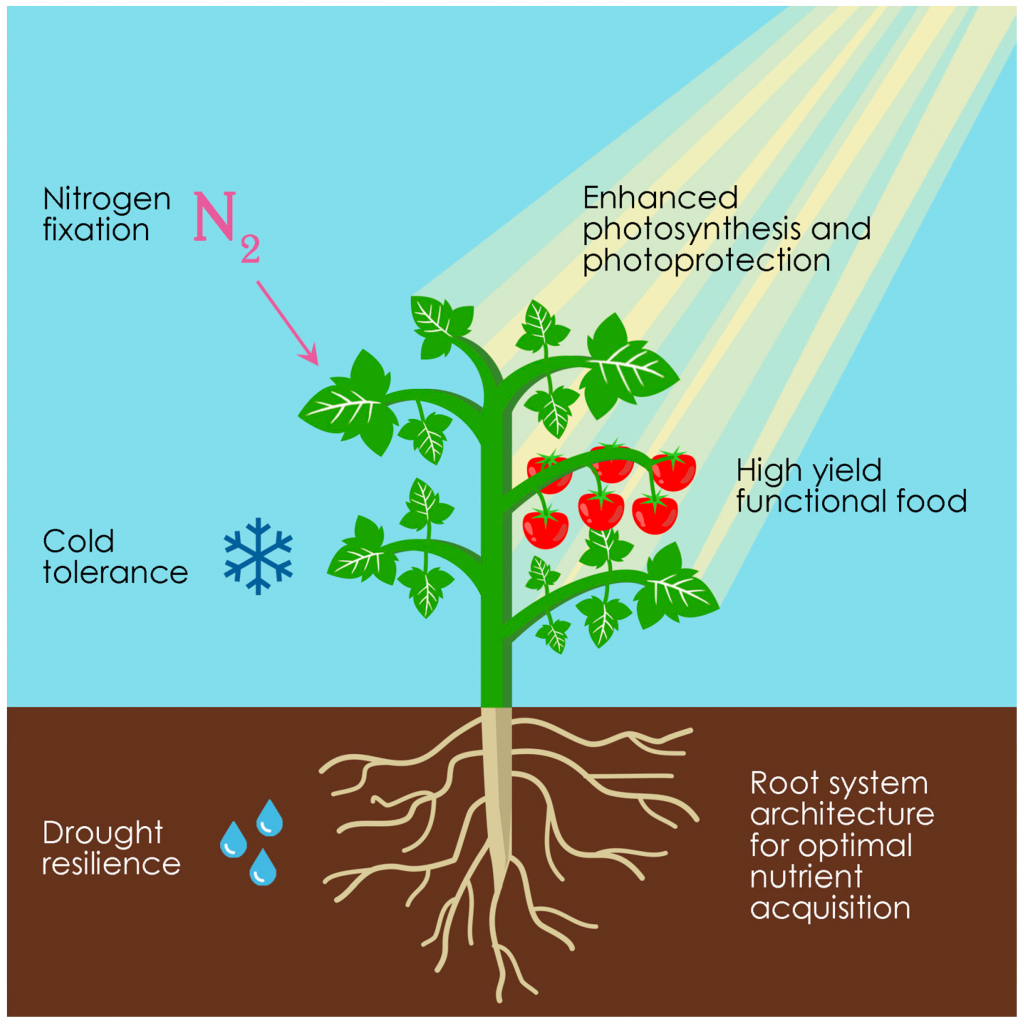 Nitrogen
fixation
N2
Enhanced
photosynthesis and
photoprotection
High yield
functional food
Cold
tolerance
Drought
resilience
Root system
architecture
for optimal
nutrient
acquisition